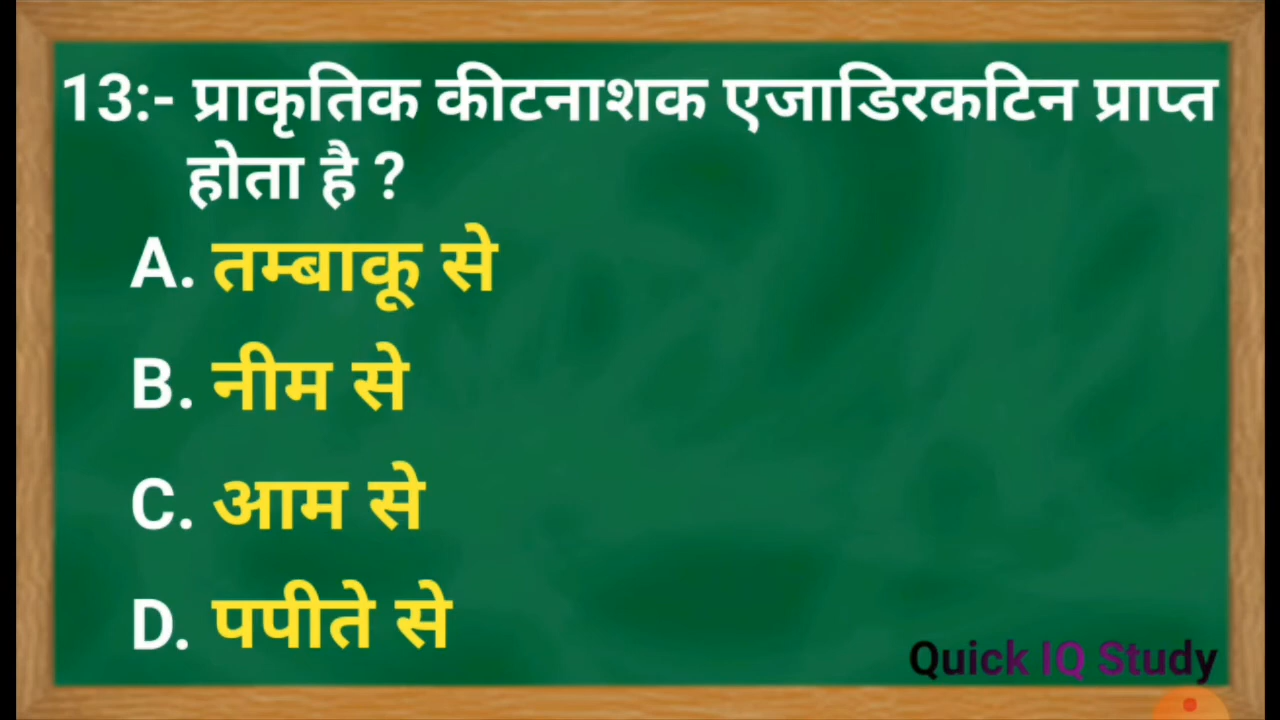 13:- प्राकृतिक कीटनाशक एजाडिरकटिन प्राप्त
होता है ?
A. तम्बाकू से
B. नीम से
C. आम से
D. पपीते से
Quick IQ Study